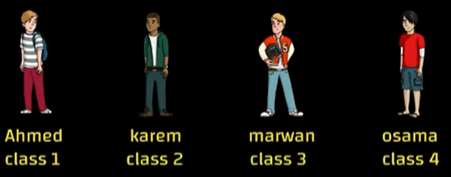 Ahmed karem marwan osama
class 1 class 2 class 3 class 4